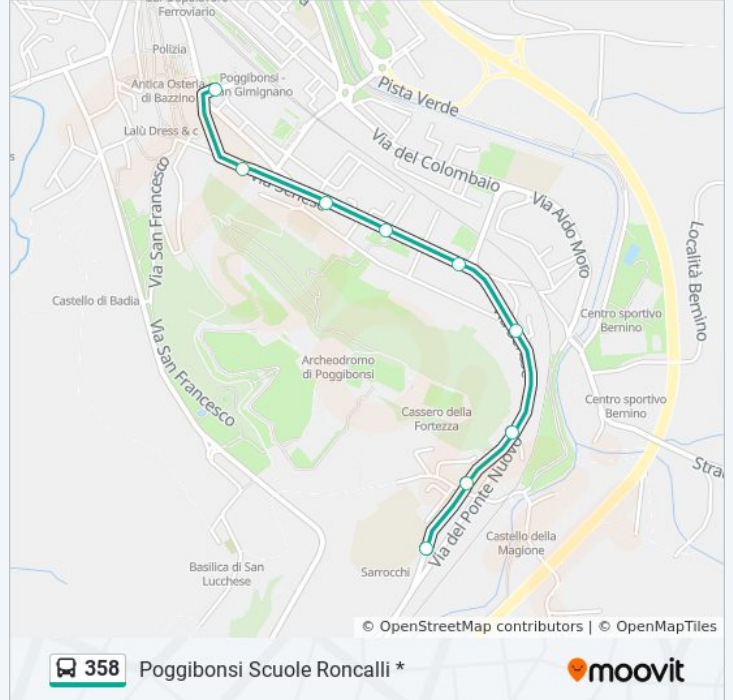 Ferroviario
Polizia
Antica Osteria
di Bazzino
Poggibonsi -
San Gimignano
Pista Verde
Lalù Dress & c
Via del Colombaio
Via San Francesco
Via Senese
Via Aldo Moro
Località Bernino
Castello di Badia
Centro sportivo
Bernino
Via San Francesco
Archeodromo
di Poggibonsi
Centro sportivo
Bernino
Cassero della
Fortezza
Stra
Via del Ponte Nuovo
Castello della
Magione
Basilica di San
Lucchese
Sarrocchi
© OpenStreetMap contributors | © OpenMapTiles
358 Poggibonsi Scuole Roncalli *
moovit